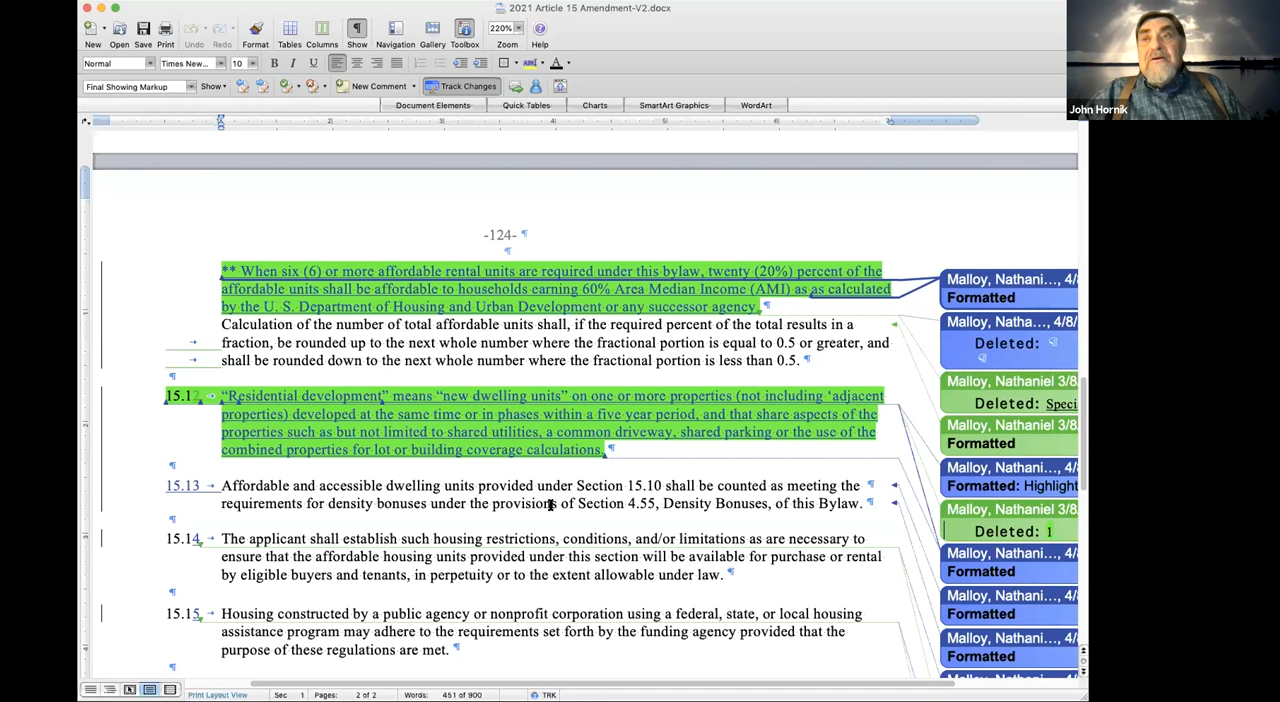 2021 Article 15 Amendment-V2.docx
New Open Save Print Undo Redo Format Tables Columns Show Navigation Gallery Toolbox 220% Zoom Help
Normal Times New... 10 B I U A
Final Showing Markup Show New Comment Track Changes
Document Elements Quick Tables Charts SmartArt Graphics WordArt
John Hornik
-124- ¶
¶
** When six (6) or more affordable rental units are required under this bylaw, twenty (20%) percent of the
affordable units shall be affordable to households earning 60% Area Median Income (AMI) as as calculated
by the U. S. Department of Housing and Urban Development or any successor agency. ¶
Calculation of the number of total affordable units shall, if the required percent of the total results in a
fraction, be rounded up to the next whole number where the fractional portion is equal to 0.5 or greater, and
shall be rounded down to the next whole number where the fractional portion is less than 0.5. ¶
¶
15.12 “Residential development” means “new dwelling units” on one or more properties (not including ‘adjacent
properties) developed at the same time or in phases within a five year period, and that share aspects of the
properties such as but not limited to shared utilities, a common driveway, shared parking or the use of the
combined properties for lot or building coverage calculations. ¶
¶
15.13 Affordable and accessible dwelling units provided under Section 15.10 shall be counted as meeting the ¶
requirements for density bonuses under the provisions of Section 4.55, Density Bonuses, of this Bylaw. ¶
¶
15.14 The applicant shall establish such housing restrictions, conditions, and/or limitations as are necessary to
ensure that the affordable housing units provided under this section will be available for purchase or rental
by eligible buyers and tenants, in perpetuity or to the extent allowable under law. ¶
¶
15.15 Housing constructed by a public agency or nonprofit corporation using a federal, state, or local housing
assistance program may adhere to the requirements set forth by the funding agency provided that the
purpose of these regulations are met. ¶
¶
Malloy, Nathani..., 4/
Formatted
Malloy, Natha..., 4/8/
Deleted: ¶
¶
Malloy, Nathaniel 3/8
Deleted: Speci
Malloy, Nathaniel 3/8
Formatted
Malloy, Nathani..., 4/8
Formatted: Highlight
Malloy, Nathaniel 3/8
Deleted: 1
Malloy, Nathani..., 4/8
Formatted
Malloy, Nathani..., 4/8
Formatted
Malloy, Nathani..., 4/8
Formatted
Print Layout View Sec 1 Pages: 2 of 2 Words: 451 of 900 TRK